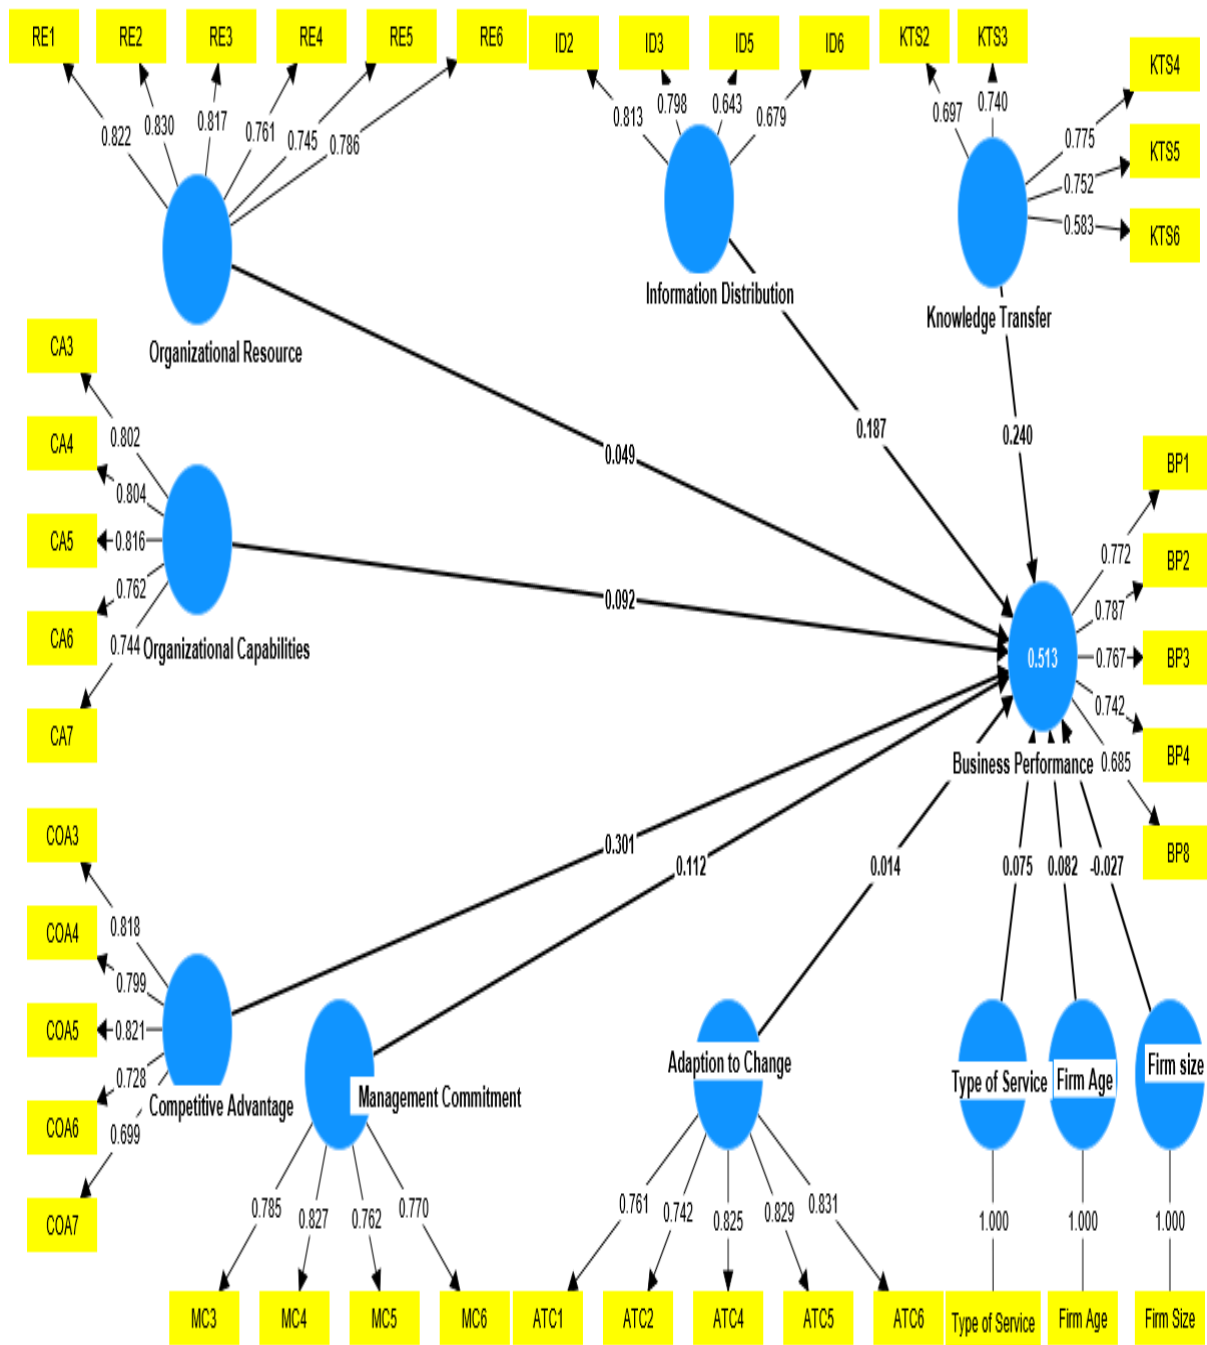 RE1
RE2
RE3
RE4
RE5
RE6
ID2
ID3
ID5
ID6
KTS2
KTS3
KTS4
KTS5
KTS6
0.822
0.830
0.817
0.761
0.745
0.786
0.813
0.798
0.643
0.679
0.697
0.740
0.775
0.752
0.583
Organizational Resource
Information Distribution
Knowledge Transfer
CA3
CA4
CA5
CA6
CA7
0.802
0.804
0.816
0.762
0.744
Organizational Capabilities
0.049
0.187
0.240
0.092
0.513
Business Performance
BP1
BP2
BP3
BP4
BP8
0.772
0.787
0.767
0.742
0.685
COA3
COA4
COA5
COA6
COA7
0.818
0.799
0.821
0.728
0.699
Competitive Advantage
0.301
0.112
0.014
0.075
0.082
-0.027
Management Commitment
Adaption to Change
Type of Service
Firm Age
Firm size
0.785
0.827
0.762
0.770
0.761
0.742
0.825
0.829
0.831
1.000
1.000
1.000
MC3
MC4
MC5
MC6
ATC1
ATC2
ATC4
ATC5
ATC6
Type of Service
Firm Age
Firm Size